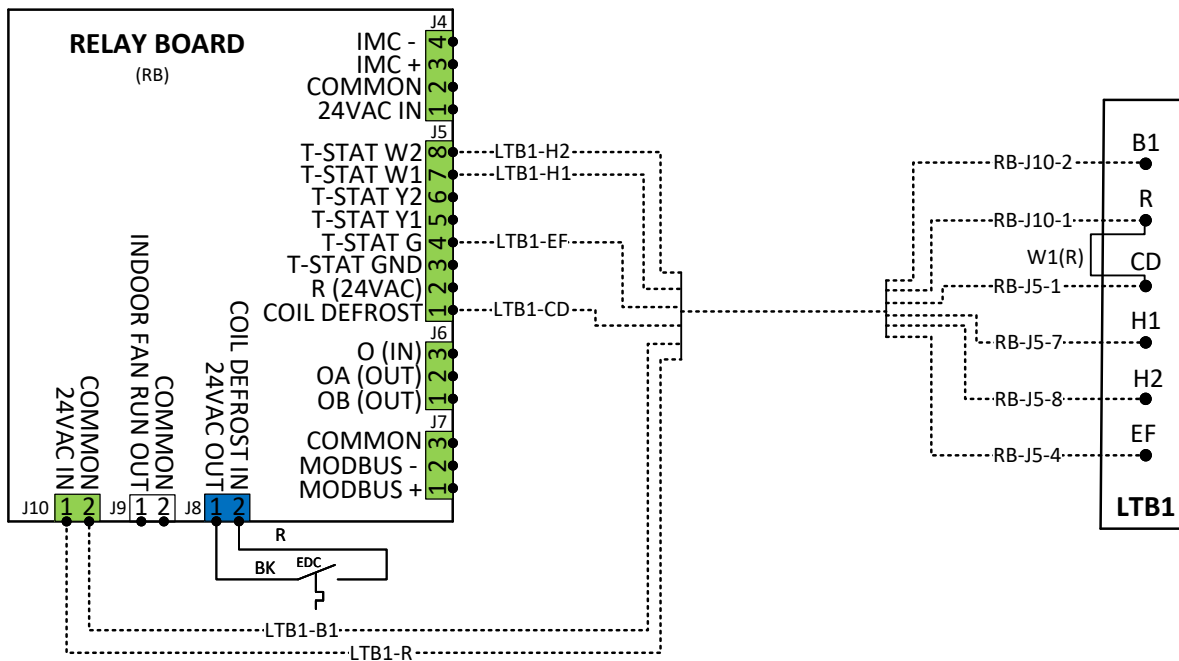 RELAY BOARD
(RB)
J4
IMC - 4
IMC + 3
COMMON 2
24VAC IN 1
J5
T-STAT W2 8 LTB1-H2
T-STAT W1 7 LTB1-H1
T-STAT Y2 6
T-STAT Y1 5
T-STAT G 4 LTB1-EF
T-STAT GND 3
R (24VAC) 2
COIL DEFROST 1 LTB1-CD
J6
O (IN) 3
OA (OUT) 2
OB (OUT) 1
J7
COMMON 3
MODBUS - 2
MODBUS + 1
24VAC IN
COMMON
INDOOR FAN RUN OUT
COMMON
24VAC OUT
COIL DEFROST IN
J10 1 2 J9 1 2 J8 1 2
R
BK EDC
LTB1-B1
LTB1-R
RB-J10-2 B1
RB-J10-1 R
W1(R)
RB-J5-1 CD
RB-J5-7 H1
RB-J5-8 H2
RB-J5-4 EF
LTB1